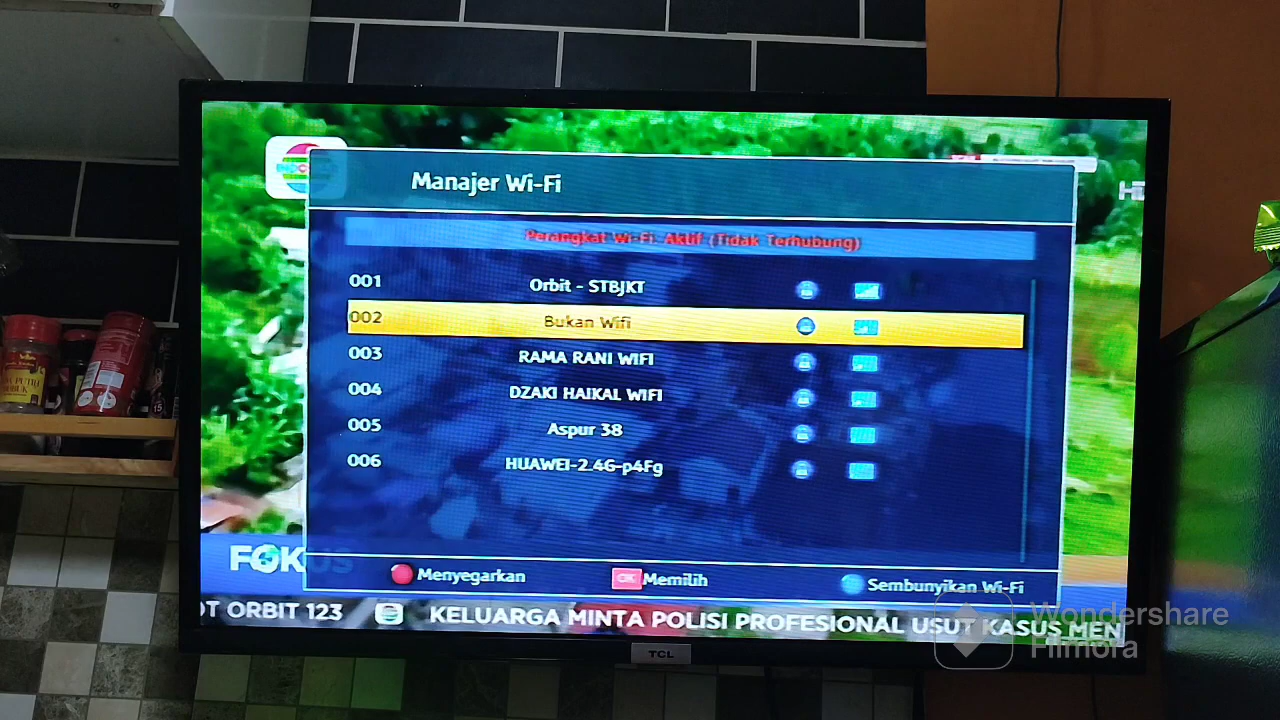 Manajer Wi-Fi
Perangkat Wi-Fi Aktif (Tidak Terhubung)
001 Orbit - STBJKT
002 Bukan Wifi
003 RAMA RANI WIFI
004 DZAKI HAIKAL WIFI
005 Aspur 38
006 HUAWEI-2.4G-p4Fg
FOKUS
Menyegarkan OK Memilih Sembunyikan Wi-Fi
OT ORBIT 123 KELUARGA MINTA POLISI PROFESIONAL USUT KASUS MEN
Wondershare
Filmora
TCL